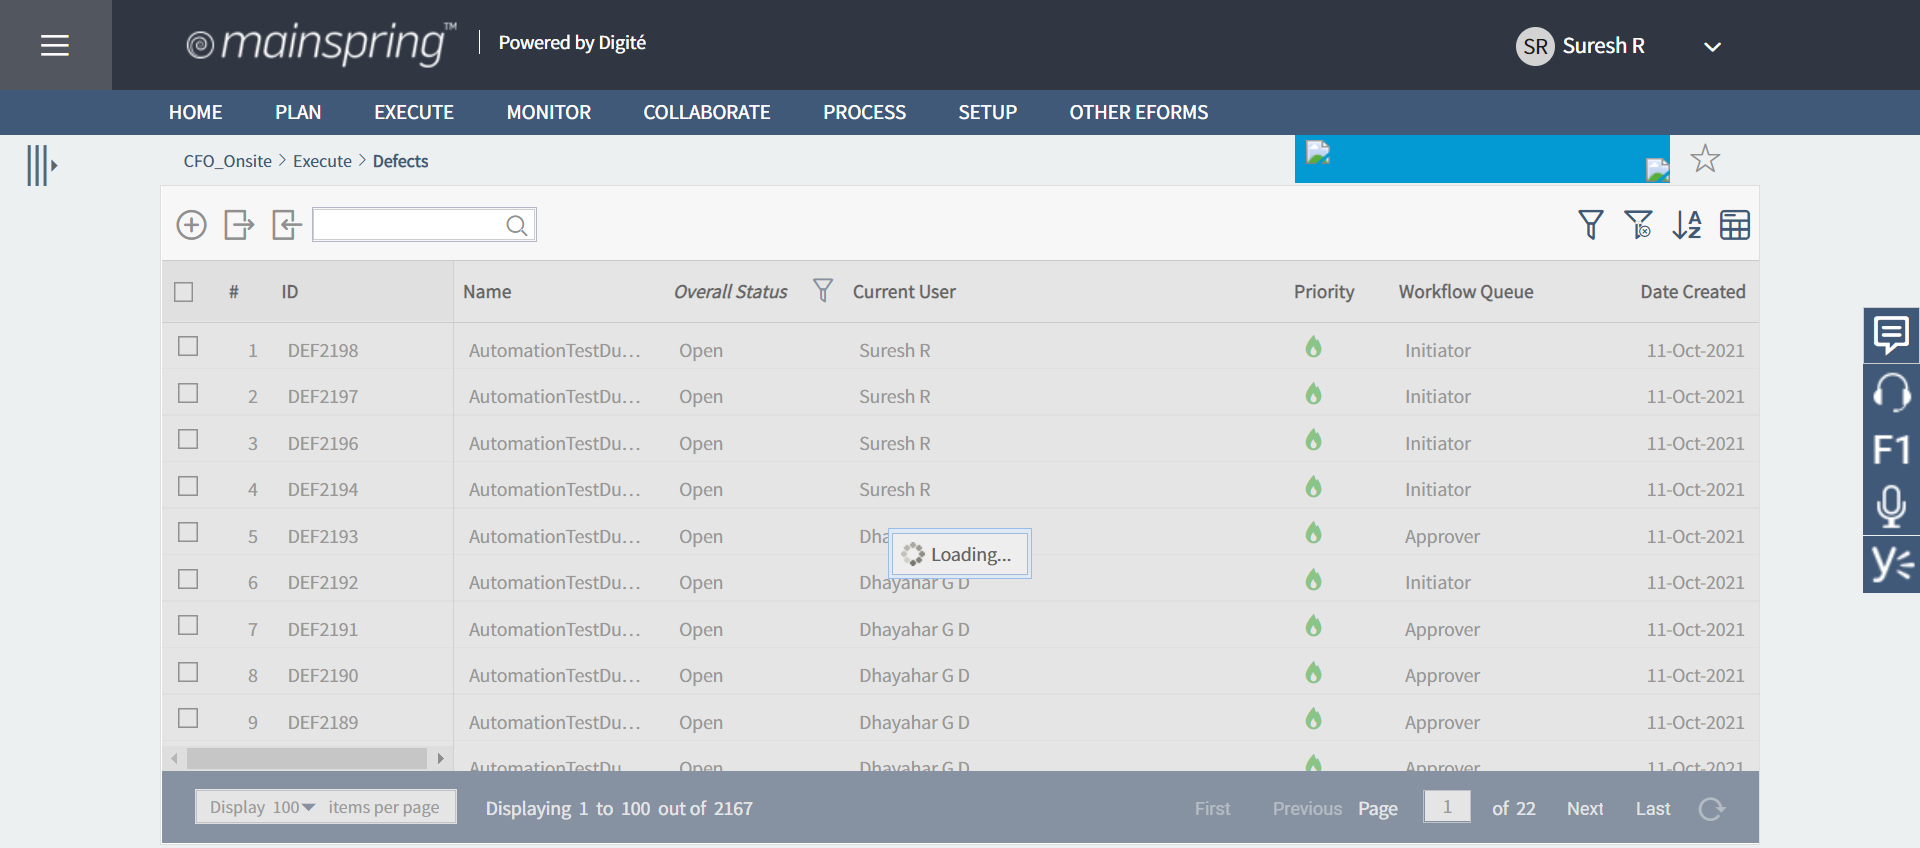 mainspring™ Powered by Digité SR Suresh R
HOME PLAN EXECUTE MONITOR COLLABORATE PROCESS SETUP OTHER EFORMS
CFO_Onsite > Execute > Defects
# ID Name Overall Status Current User Priority Workflow Queue Date Created
1 DEF2198 AutomationTestDu... Open Suresh R Initiator 11-Oct-2021
2 DEF2197 AutomationTestDu... Open Suresh R Initiator 11-Oct-2021
3 DEF2196 AutomationTestDu... Open Suresh R Initiator 11-Oct-2021
4 DEF2194 AutomationTestDu... Open Suresh R Initiator 11-Oct-2021
5 DEF2193 AutomationTestDu... Open Dha Approver 11-Oct-2021
Loading...
6 DEF2192 AutomationTestDu... Open Dhayahar G D Initiator 11-Oct-2021
7 DEF2191 AutomationTestDu... Open Dhayahar G D Approver 11-Oct-2021
8 DEF2190 AutomationTestDu... Open Dhayahar G D Approver 11-Oct-2021
9 DEF2189 AutomationTestDu... Open Dhayahar G D Approver 11-Oct-2021
AutomationTestDu Open Dhayahar G D Approver 11-Oct-2021
Display 100 items per page Displaying 1 to 100 out of 2167 First Previous Page 1 of 22 Next Last
A
Z
F1